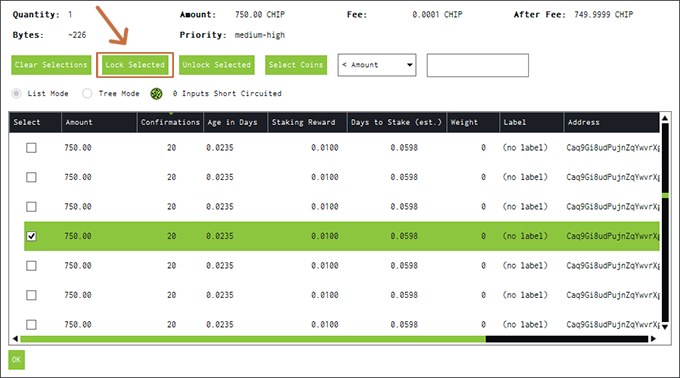 Quantity: 1 Amount: 750.00 CHIP Fee: 0.0001 CHIP After Fee: 749.9999 CHIP
Bytes: ~226 Priority: medium-high
Clear Selections Lock Selected Unlock Selected Select Coins < Amount
List Mode Tree Mode 0 Inputs Short Circuited
Select Amount Confirmations Age in Days Staking Reward Days to Stake (est.) Weight Label Address
750.00 20 0.0235 0.0100 0.0598 0 (no label) Caq9Gi8udPujnZqYwvrXg
750.00 20 0.0235 0.0100 0.0598 0 (no label) Caq9Gi8udPujnZqYwvrXg
750.00 20 0.0235 0.0100 0.0598 0 (no label) Caq9Gi8udPujnZqYwvrXg
750.00 20 0.0235 0.0100 0.0598 0 (no label) Caq9Gi8udPujnZqYwvrXg
750.00 20 0.0235 0.0100 0.0598 0 (no label) Caq9Gi8udPujnZqYwvrXg
750.00 20 0.0235 0.0100 0.0598 0 (no label) Caq9Gi8udPujnZqYwvrXg
750.00 20 0.0235 0.0100 0.0598 0 (no label) Caq9Gi8udPujnZqYwvrXg
OK